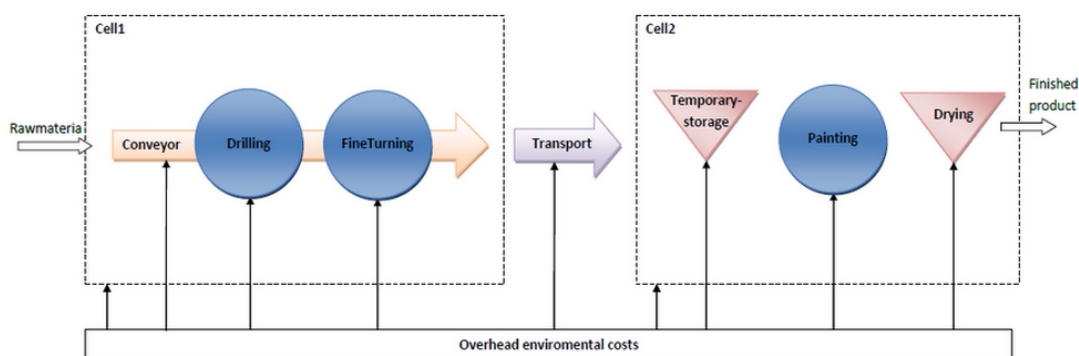 Cell1
Cell2
Rawmateria
Conveyor
Drilling
FineTurning
Transport
Temporary-
storage
Painting
Drying
Finished
product
Overhead enviromental costs